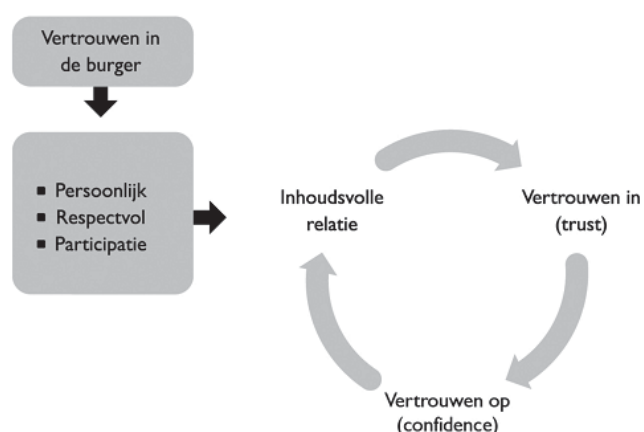 Vertrouwen in
de burger
▪ Persoonlijk
▪ Respectvol
▪ Participatie
Inhoudsvolle
relatie
Vertrouwen in
(trust)
Vertrouwen op
(confidence)